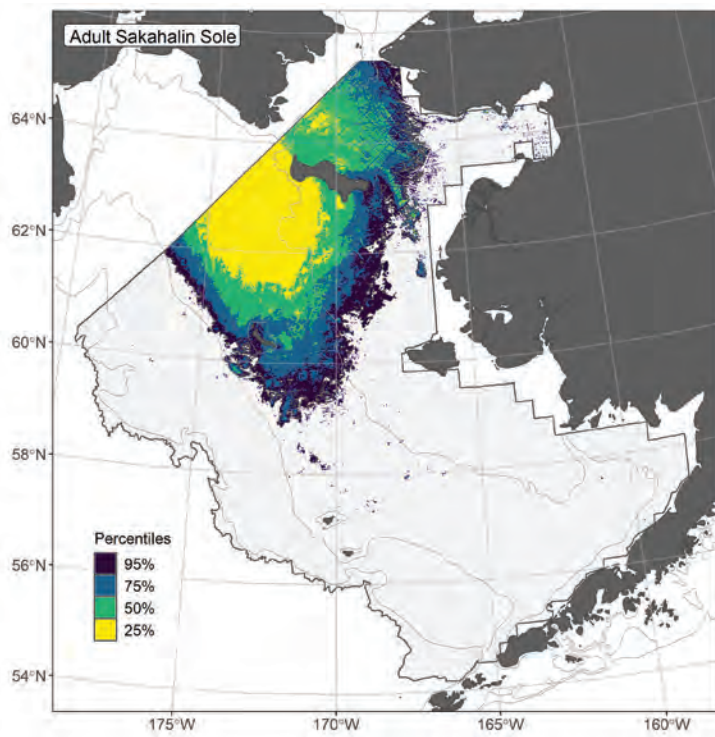 Adult Sakahalin Sole
64°N
62°N
60°N
58°N
56°N
54°N
Percentiles
95%
75%
50%
25%
175°W
170°W
165°W
160°W